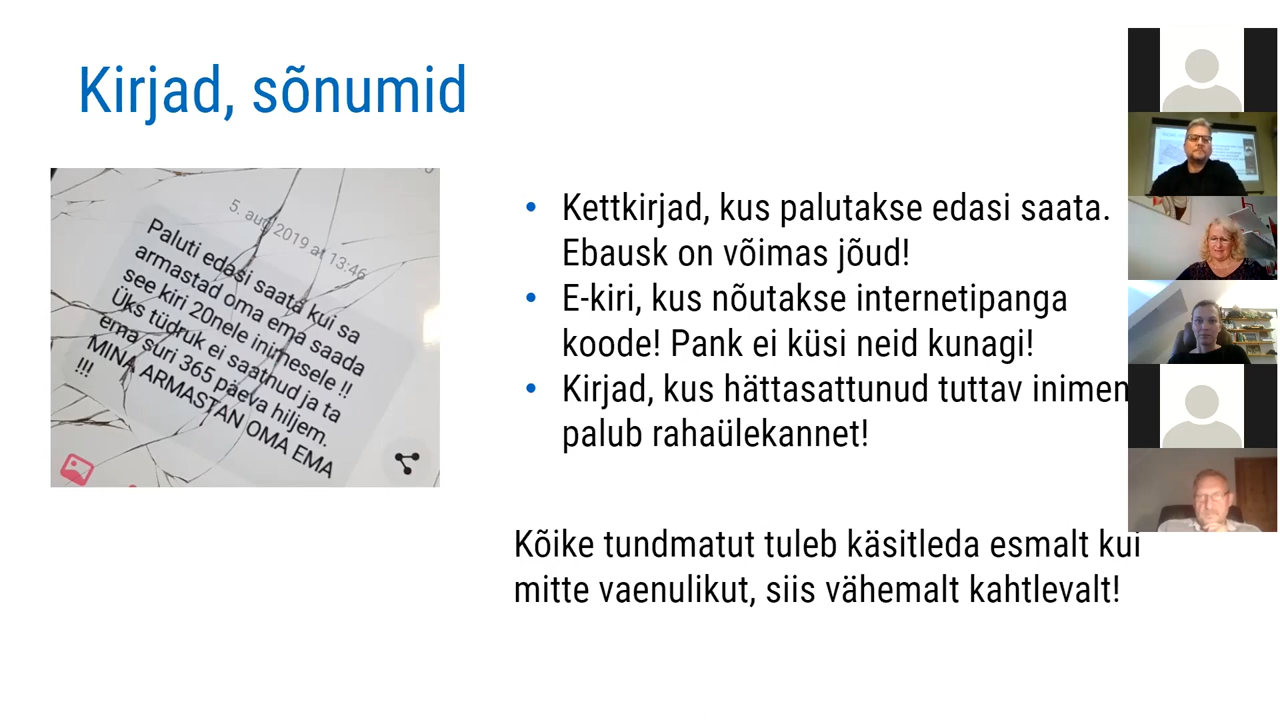 Kirjad, sõnumid
5. aug 2019 at 13:46
Paluti edasi saata kui sa
armastad oma ema saada
see kiri 20nele inimesele !!
Üks tüdruk ei saatnud ja ta
ema suri 365 päeva hiljem.
MINA ARMASTAN OMA EMA
!!!
Kettkirjad, kus palutakse edasi saata.
Ebausk on võimas jõud!
E-kiri, kus nõutakse internetipanga
koode! Pank ei küsi neid kunagi!
Kirjad, kus hättasattunud tuttav inimen
palub rahaülekannet!
Kõike tundmatut tuleb käsitleda esmalt kui
mitte vaenulikut, siis vähemalt kahtlevalt!